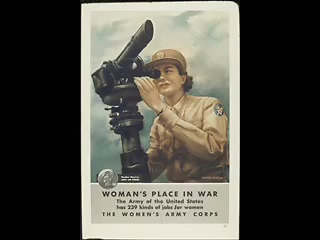 WOMAN'S PLACE IN WAR
The Army of the United States
has 239 kinds of jobs for women
THE WOMEN'S ARMY CORPS